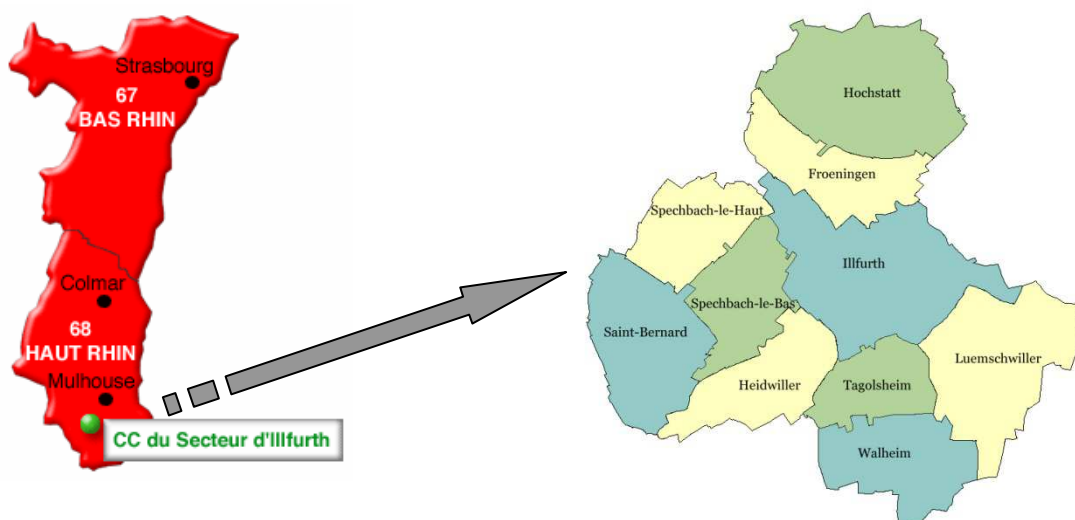 Strasbourg
67
BAS RHIN
Colmar
68
HAUT RHIN
Mulhouse
CC du Secteur d'Illfurth
Hochstatt
Froeningen
Spechbach-le-Haut
Illfurth
Spechbach-le-Bas
Saint-Bernard
Luemschwiller
Heidwiller
Tagolsheim
Walheim